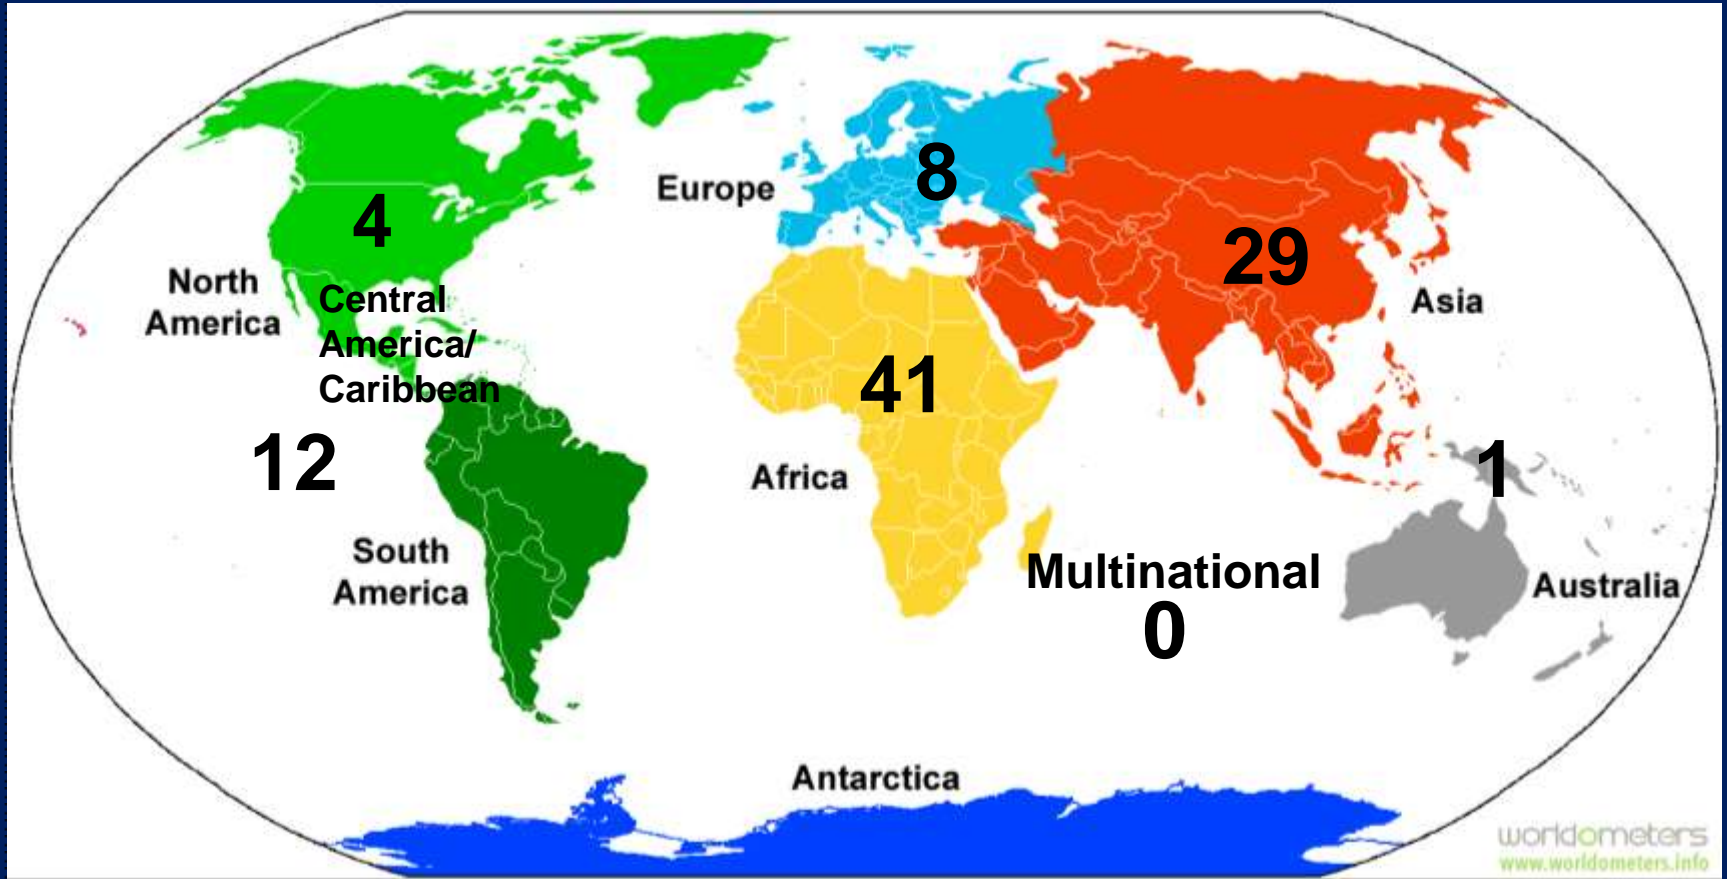 Europe
8
4
29
North
America
Central
America/
Caribbean
Asia
41
12
1
Africa
South
America
Multinational
0
Australia
Antarctica
worldometers
www.worldometers.info